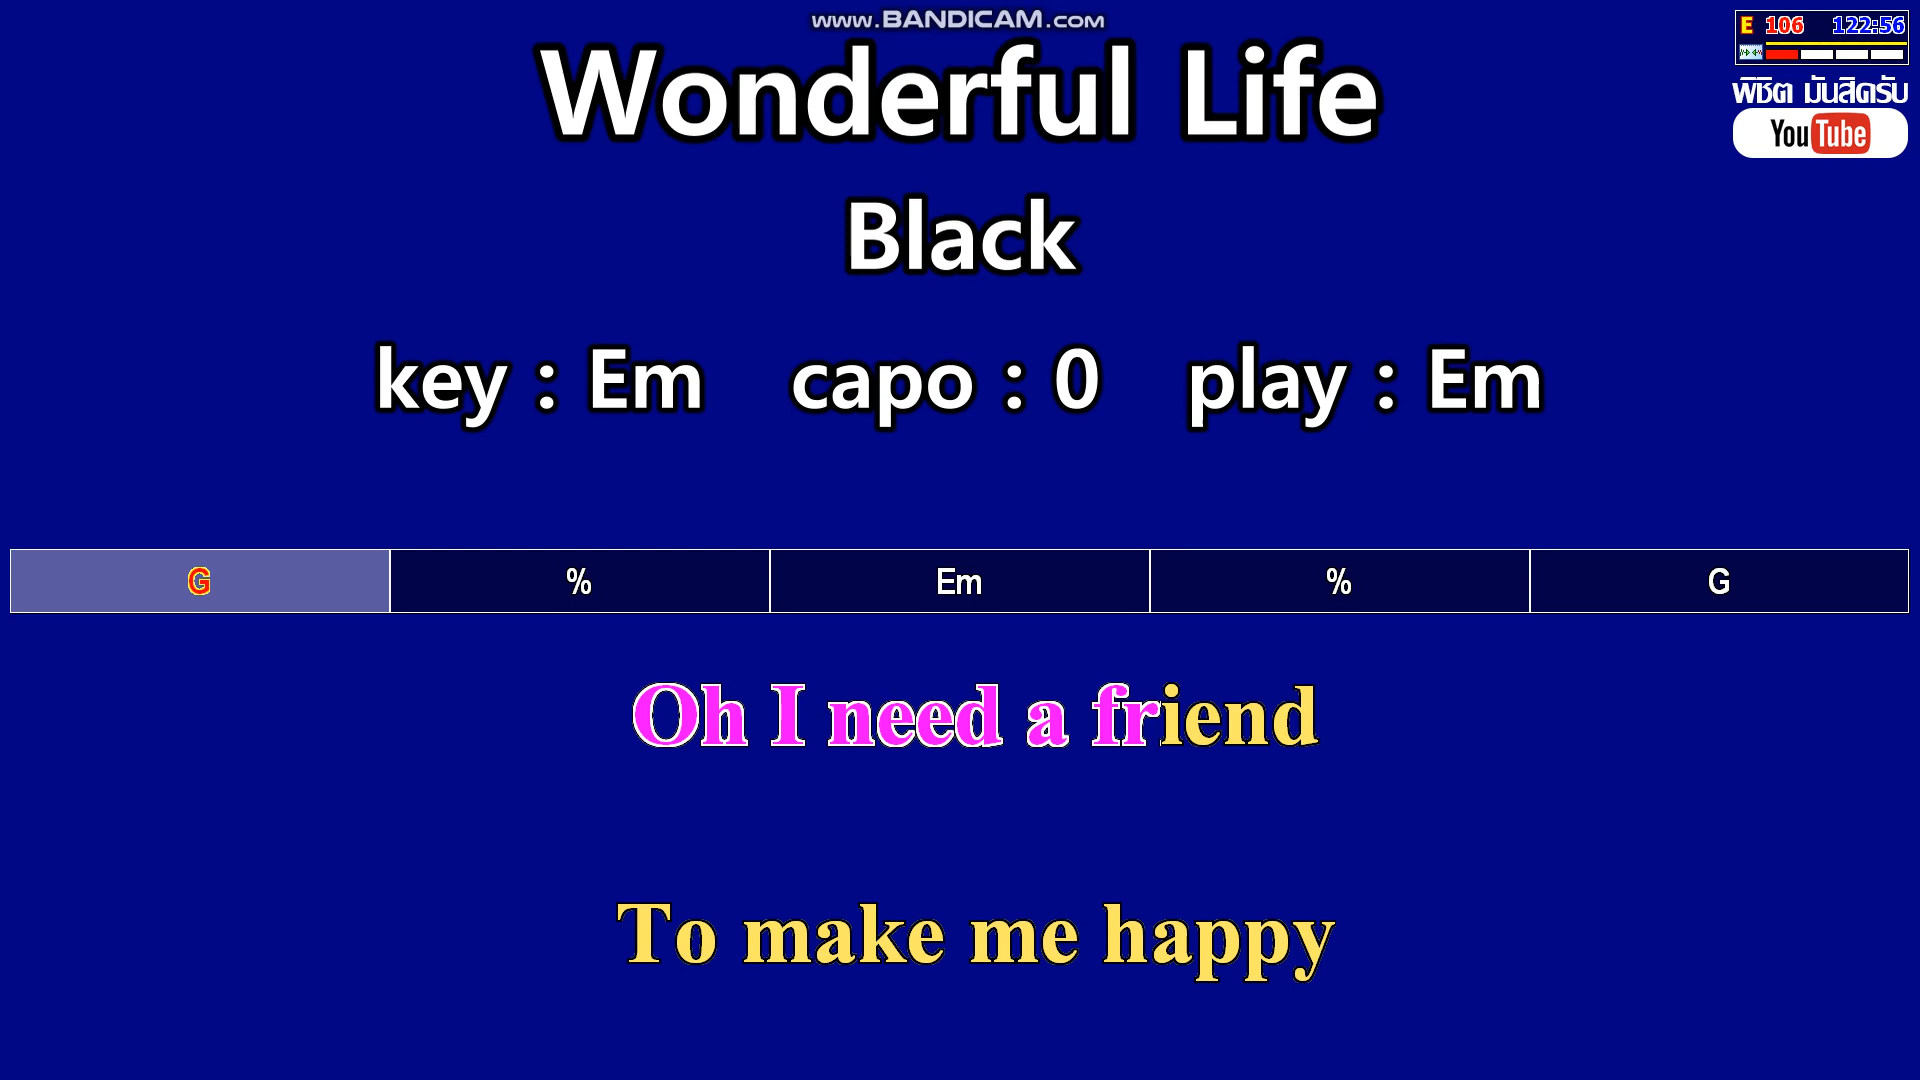 www.BANDICAM.com
E 106 122:56
Wonderful Life
พิชิต มันสิตรับ
YouTube
Black
key : Em capo : 0 play : Em
G % Em % G
Oh I need a friend
To make me happy